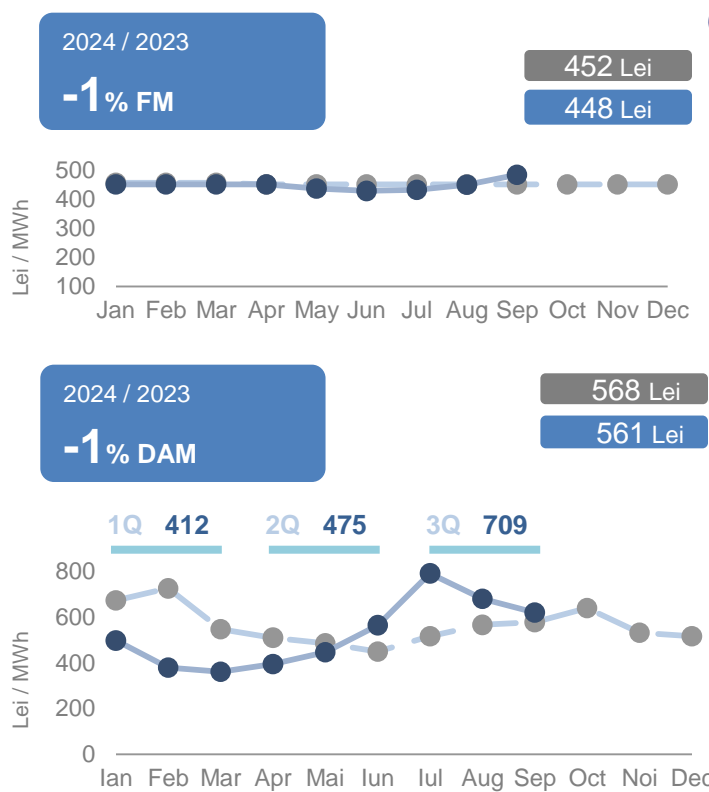 2024 / 2023
-1% FM
452 Lei
448 Lei
Lei / MWh
500
400
300
200
100
Jan Feb Mar Apr May Jun Jul Aug Sep Oct Nov Dec
2024 / 2023
-1% DAM
568 Lei
561 Lei
1Q 412 2Q 475 3Q 709
Lei / MWh
800
600
400
200
0
Ian Feb Mar Apr Mai Iun Iul Aug Sep Oct Noi Dec